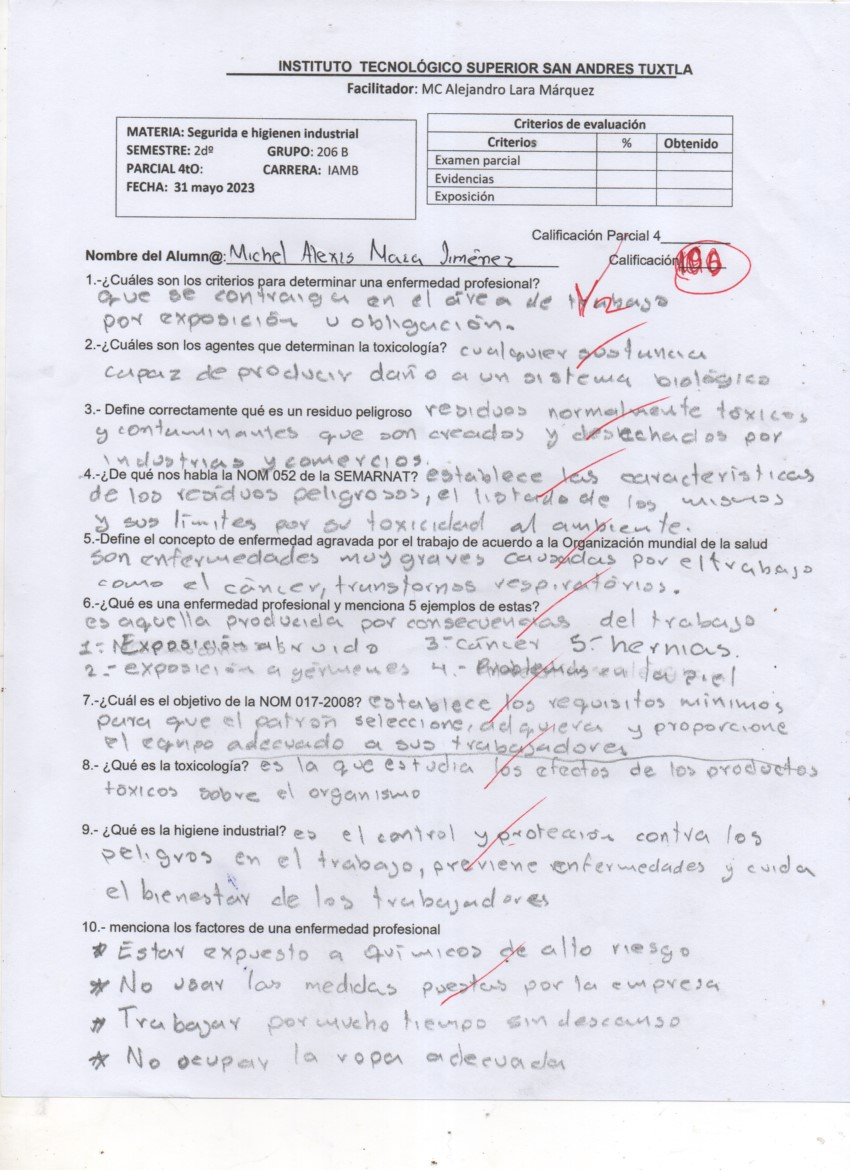 INSTITUTO TECNOLÓGICO SUPERIOR SAN ANDRES TUXTLA
Facilitador: MC Alejandro Lara Márquez
MATERIA: Segurida e higienen industrial
SEMESTRE: 2dº GRUPO: 206 B
PARCIAL 4tO: CARRERA: IAMB
FECHA: 31 mayo 2023
Criterios de evaluación
Criterios % Obtenido
Examen parcial
Evidencias
Exposición
Calificación Parcial 4
Nombre del Alumn@: Michel Alexis Maza Jiménez Calificación
1.-¿Cuáles son los criterios para determinar una enfermedad profesional?
que se contraiga en el área de trabajo
por exposición u obligación.
2.-¿Cuáles son los agentes que determinan la toxicología? cualquier sustancia
capaz de producir daño a un sistema biológico
3.- Define correctamente qué es un residuo peligroso residuos normalmente tóxicos
y contaminantes que son creados y desechados por
industrias y comercios.
4.-¿De qué nos habla la NOM 052 de la SEMARNAT? establece las características
de los residuos peligrosos, el listado de los mismos
y sus límites por su toxicidad al ambiente.
5.-Define el concepto de enfermedad agravada por el trabajo de acuerdo a la Organización mundial de la salud
son enfermedades muy graves causadas por el trabajo
como el cáncer, transtornos respiratórios.
6.-¿Qué es una enfermedad profesional y menciona 5 ejemplos de estas?
es aquella producida por consecuencias del trabajo
1.- Exposición a ruido 3.- cáncer 5.- hernias.
2.- exposición a gérmenes 4.- Problemas en la piel
7.-¿Cuál es el objetivo de la NOM 017-2008? establece los requisitos mínimos
para que el patrón seleccione, adquiera y proporcione
el equipo adecuado a sus trabajadores
8.- ¿Qué es la toxicología? es la que estudia los efectos de los productos
tóxicos sobre el organismo
9.- ¿Qué es la higiene industrial? es el control y protección contra los
peligros en el trabajo, previene enfermedades y cuida
el bienestar de los trabajadores
10.- menciona los factores de una enfermedad profesional
* Estar expuesto a químicos de alto riesgo
* No usar las medidas puestas por la empresa
* Trabajar por mucho tiempo sin descanso
* No ocupar la ropa adecuada